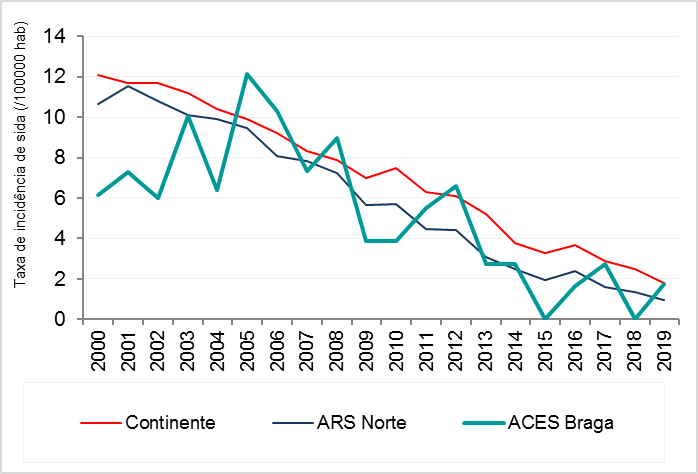 Taxa de incidência de sida (/100000 hab)
14
12
10
8
6
4
2
0
2000 2001 2002 2003 2004 2005 2006 2007 2008 2009 2010 2011 2012 2013 2014 2015 2016 2017 2018 2019
Continente ARS Norte ACES Braga